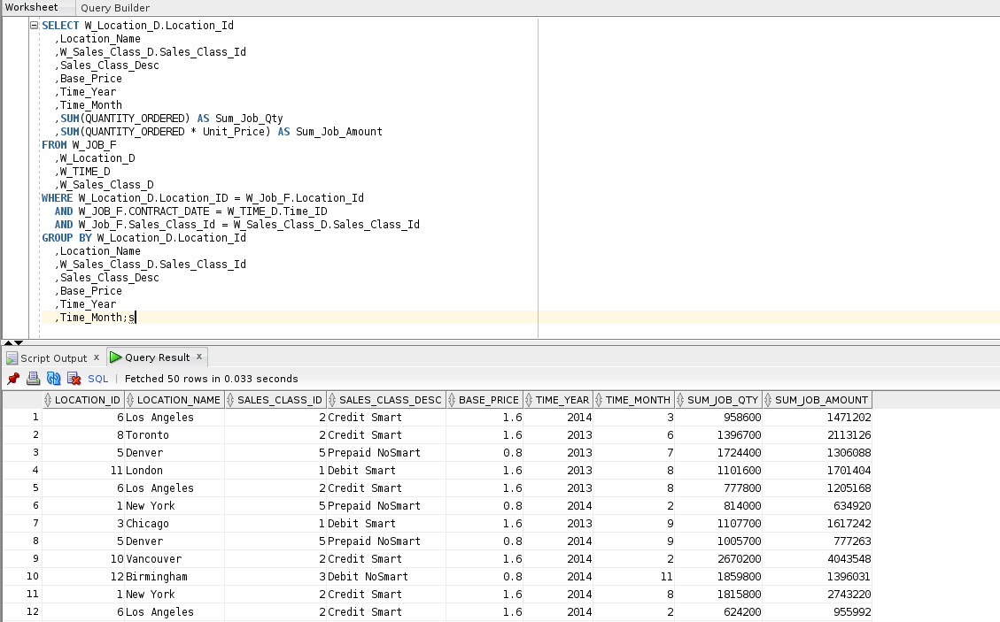 Worksheet Query Builder
SELECT W_Location_D.Location_Id
,Location_Name
,W_Sales_Class_D.Sales_Class_Id
,Sales_Class_Desc
,Base_Price
,Time_Year
,Time_Month
,SUM(QUANTITY_ORDERED) AS Sum_Job_Qty
,SUM(QUANTITY_ORDERED * Unit_Price) AS Sum_Job_Amount
FROM W_JOB_F
,W_Location_D
,W_TIME_D
,W_Sales_Class_D
WHERE W_Location_D.Location_ID = W_Job_F.Location_Id
AND W_JOB_F.CONTRACT_DATE = W_TIME_D.Time_ID
AND W_Job_F.Sales_Class_Id = W_Sales_Class_D.Sales_Class_Id
GROUP BY W_Location_D.Location_Id
,Location_Name
,W_Sales_Class_D.Sales_Class_Id
,Sales_Class_Desc
,Base_Price
,Time_Year
,Time_Month;s
Script Output x Query Result x
SQL | Fetched 50 rows in 0.033 seconds
LOCATION_ID LOCATION_NAME SALES_CLASS_ID SALES_CLASS_DESC BASE_PRICE TIME_YEAR TIME_MONTH SUM_JOB_QTY SUM_JOB_AMOUNT
1 6 Los Angeles 2 Credit Smart 1.6 2014 3 958600 1471202
2 8 Toronto 2 Credit Smart 1.6 2013 6 1396700 2113126
3 5 Denver 5 Prepaid NoSmart 0.8 2013 7 1724400 1306088
4 11 London 1 Debit Smart 1.6 2013 8 1101600 1701404
5 6 Los Angeles 2 Credit Smart 1.6 2013 8 777800 1205168
6 1 New York 5 Prepaid NoSmart 0.8 2014 2 814000 634920
7 3 Chicago 1 Debit Smart 1.6 2013 9 1107700 1617242
8 5 Denver 5 Prepaid NoSmart 0.8 2014 9 1005700 777263
9 10 Vancouver 2 Credit Smart 1.6 2014 2 2670200 4043548
10 12 Birmingham 3 Debit NoSmart 0.8 2014 11 1859800 1396031
11 1 New York 2 Credit Smart 1.6 2014 8 1815800 2743220
12 6 Los Angeles 2 Credit Smart 1.6 2014 2 624200 955992